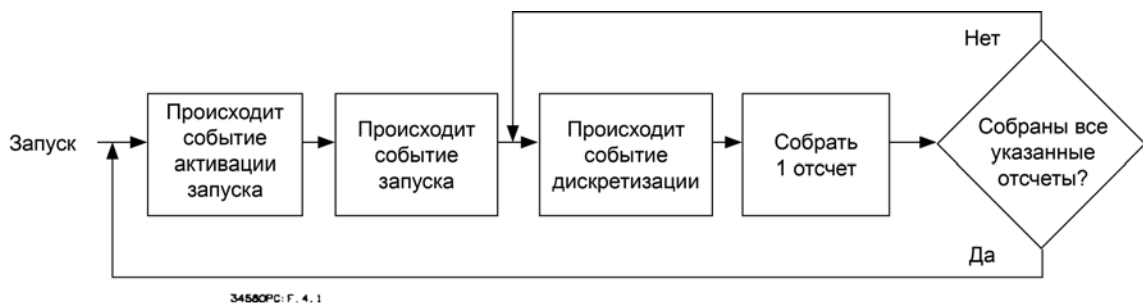 Запуск
Происходит
событие
активации
запуска
Происходит
событие
запуска
Происходит
событие
дискретизации
Собрать
1 отсчет
Собраны все
указанные
отсчеты?
Нет
Да
34580PC: F. 4. 1